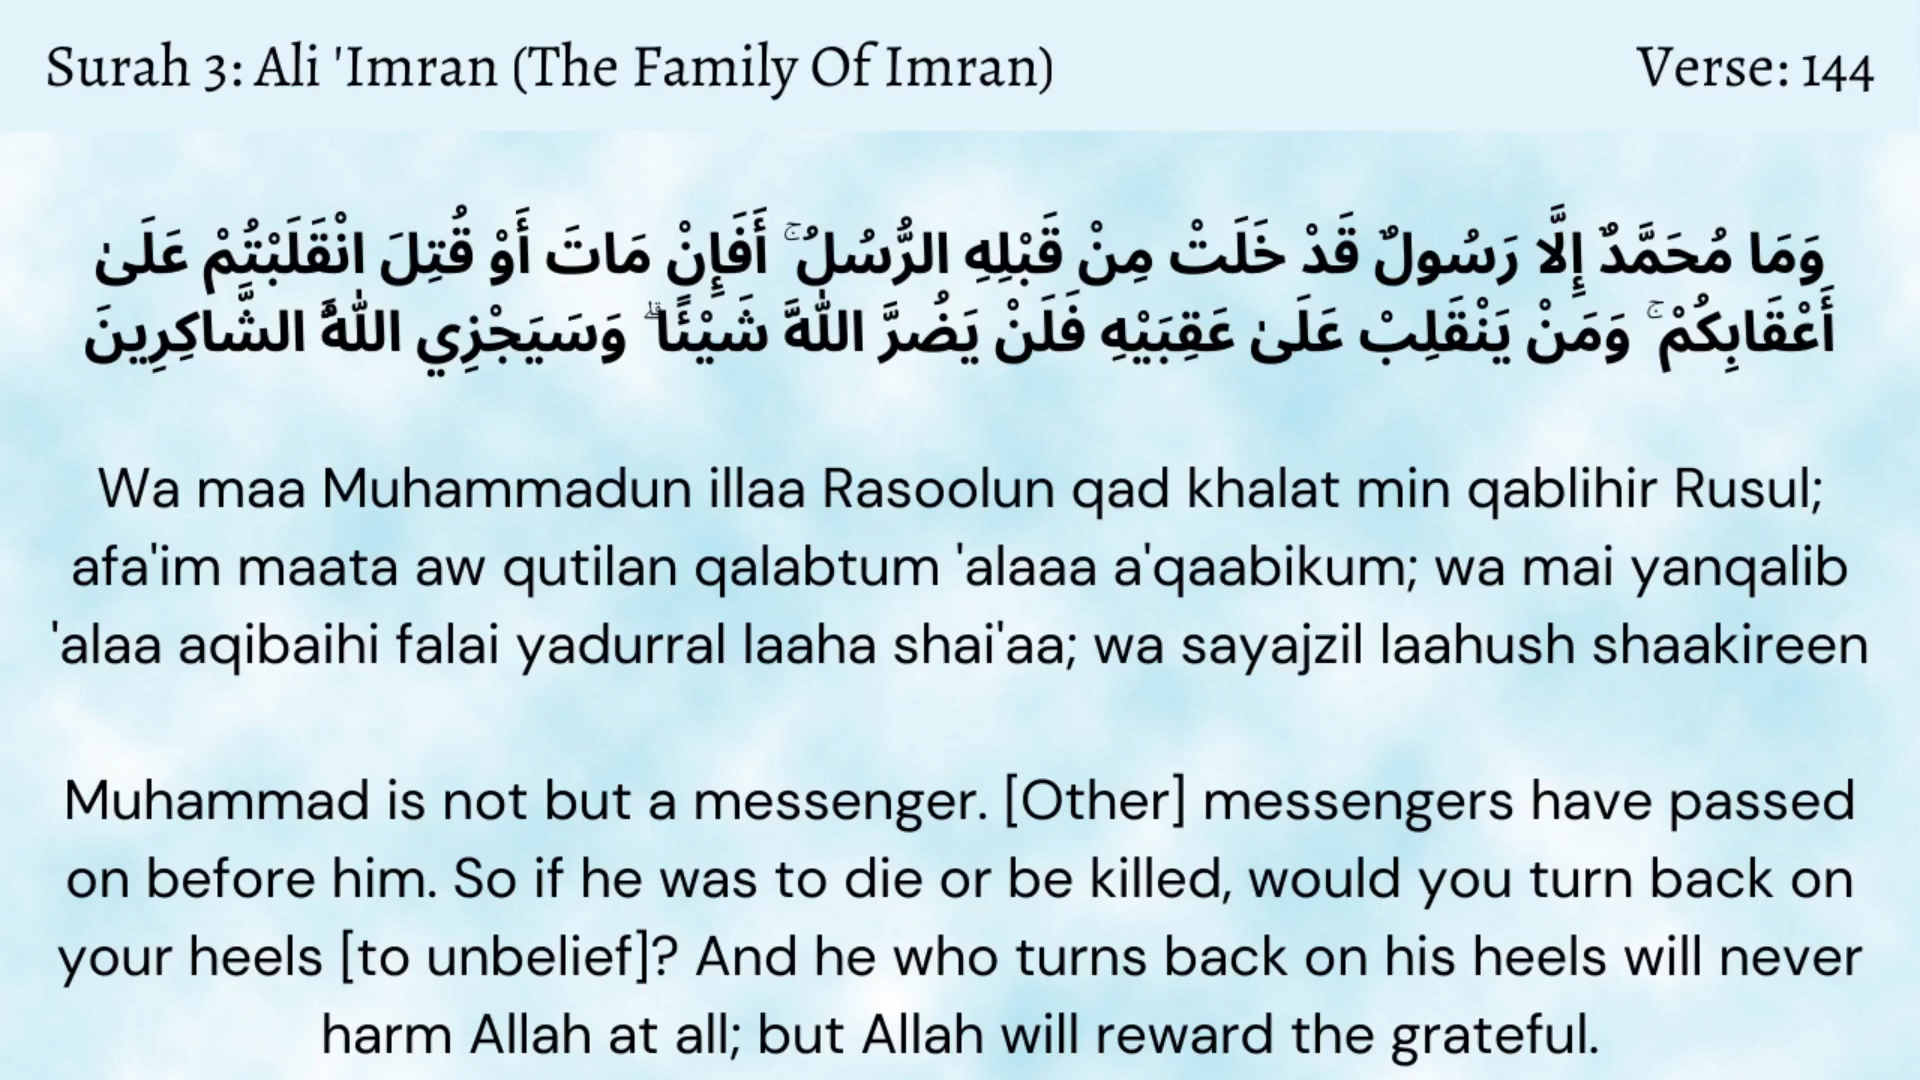 Surah 3: Ali 'Imran (The Family Of Imran)
Verse: 144
وَمَا مُحَمَّدٌ إِلَّا رَسُولٌ قَدْ خَلَتْ مِنْ قَبْلِهِ الرُّسُلُ ۚ أَفَإِنْ مَاتَ أَوْ قُتِلَ انْقَلَبْتُمْ عَلَىٰ
أَعْقَابِكُمْ ۚ وَمَنْ يَنْقَلِبْ عَلَىٰ عَقِبَيْهِ فَلَنْ يَضُرَّ اللَّهَ شَيْئًا ۗ وَسَيَجْزِي اللَّهُ الشَّاكِرِينَ
Wa maa Muhammadun illaa Rasoolun qad khalat min qablihir Rusul;
afa'im maata aw qutilan qalabtum 'alaaa a'qaabikum; wa mai yanqalib
'alaa aqibaihi falai yadurral laaha shai'aa; wa sayajzil laahush shaakireen
Muhammad is not but a messenger. [Other] messengers have passed
on before him. So if he was to die or be killed, would you turn back on
your heels [to unbelief]? And he who turns back on his heels will never
harm Allah at all; but Allah will reward the grateful.